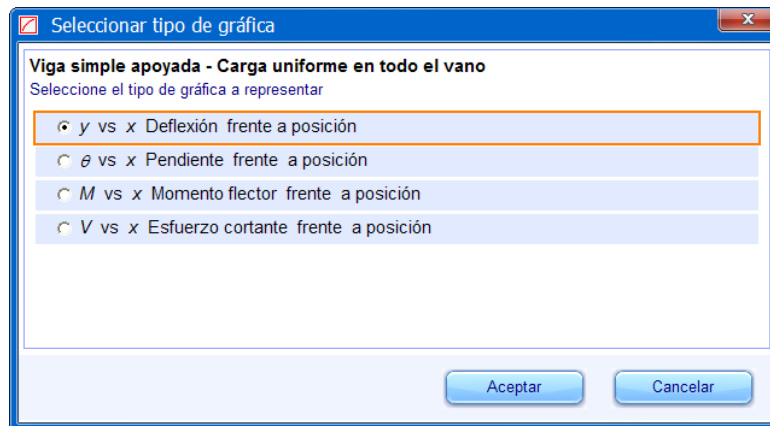 Seleccionar tipo de gráfica
Viga simple apoyada - Carga uniforme en todo el vano
Seleccione el tipo de gráfica a representar
y vs x Deflexión frente a posición
θ vs x Pendiente frente a posición
M vs x Momento flector frente a posición
V vs x Esfuerzo cortante frente a posición
Aceptar Cancelar